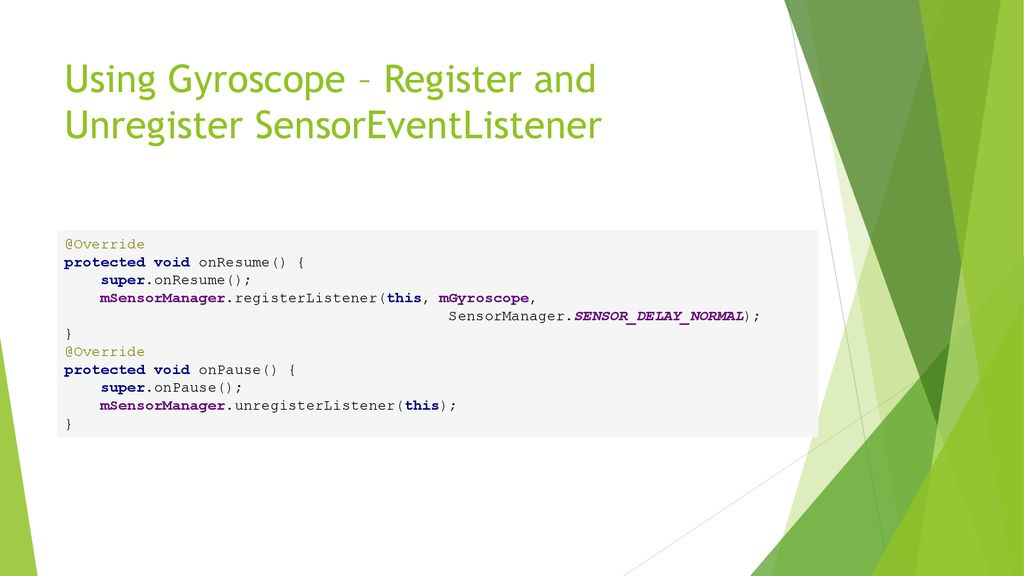 Using Gyroscope – Register and
Unregister SensorEventListener
@Override
protected void onResume() {
    super.onResume();
    mSensorManager.registerListener(this, mGyroscope,
                                           SensorManager.SENSOR_DELAY_NORMAL);
}
@Override
protected void onPause() {
    super.onPause();
    mSensorManager.unregisterListener(this);
}